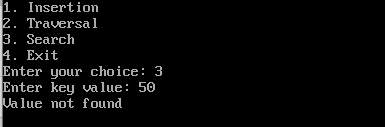 1. Insertion
2. Traversal
3. Search
4. Exit
Enter your choice: 3
Enter key value: 50
Value not found